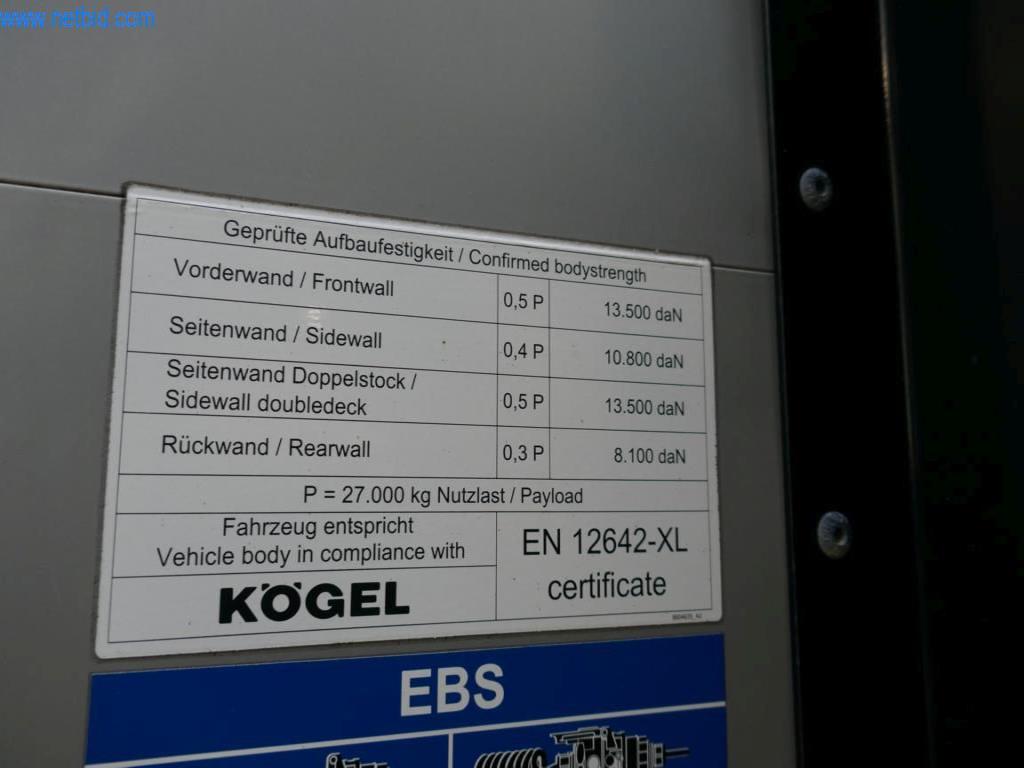 www.netbid.com
Geprüfte Aufbaufestigkeit / Confirmed bodystrength
Vorderwand / Frontwall 0,5 P 13.500 daN
Seitenwand / Sidewall 0,4 P 10.800 daN
Seitenwand Doppelstock /
Sidewall doubledeck 0,5 P 13.500 daN
Rückwand / Rearwall 0,3 P 8.100 daN
P = 27.000 kg Nutzlast / Payload
Fahrzeug entspricht
Vehicle body in compliance with
KÖGEL
EN 12642-XL
certificate
EBS